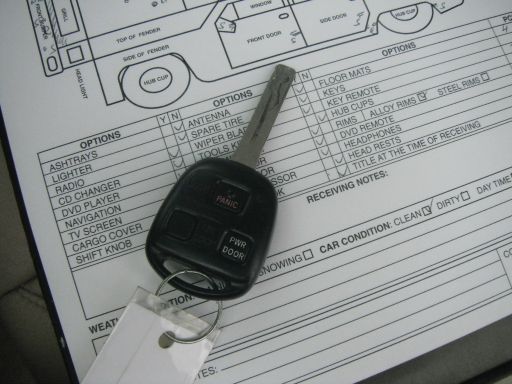 GRILL
HEAD LIGHT
TOP OF FENDER
SIDE OF FENDER
HUB CUP
WINDOW
FRONT DOOR
SIDE DOOR
HUB CUP
OPTIONS Y N
ASHTRAYS
LIGHTER
RADIO
CD CHANGER
DVD PLAYER
NAVIGATION
TV SCREEN
CARGO COVER
SHIFT KNOB
OPTIONS Y N
ANTENNA
SPARE TIRE
WIPER BLADE
TOOLS
OPTIONS
FLOOR MATS
KEYS
KEY REMOTE
HUB CUPS
RIMS ALLOY RIMS STEEL RIMS
DVD REMOTE
HEADPHONES
HEAD RESTS
TITLE AT THE TIME OF RECEIVING
RECEIVING NOTES:
SNOWING CAR CONDITION: CLEAN DIRTY DAY TIME
PANIC
PWR
DOOR